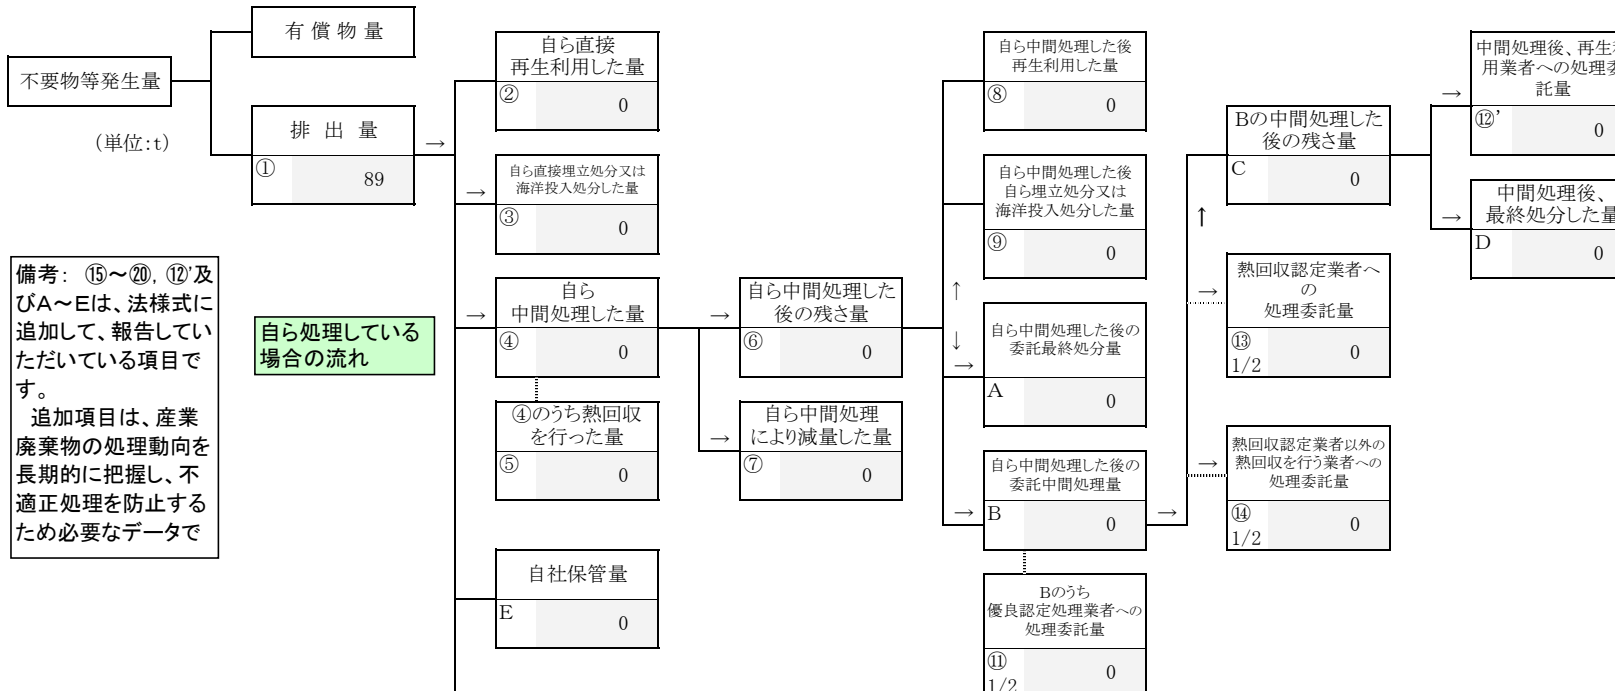 有 償 物 量
不要物等発生量
(単位:t)
排 出 量
①
89
→
備考: ⑮~⑳, ⑫'及
びA~Eは、法様式に
追加して、報告してい
ただいている項目で
す。
追加項目は、産業
廃棄物の処理動向を
長期的に把握し、不
適正処理を防止する
ため必要なデータで
自ら処理している
場合の流れ
自ら直接
再生利用した量
②
0
→
自ら直接埋立処分又は
海洋投入処分した量
③
0
→
自ら
中間処理した量
④
0
④のうち熱回収
を行った量
⑤
0
自社保管量
E
0
→
自ら中間処理した
後の残さ量
⑥
0
→
自ら中間処理
により減量した量
⑦
0
自ら中間処理した後
再生利用した量
⑧
0
自ら中間処理した後
自ら埋立処分又は
海洋投入処分した量
⑨
0
↑
↓
→
自ら中間処理した後の
委託最終処分量
A
0
自ら中間処理した後の
委託中間処理量
→
B
0
→
Bのうち
優良認定処理業者への
処理委託量
⑪
1/2
0
Bの中間処理した
後の残さ量
C
0
↑
→
熱回収認定業者へ
の
処理委託量
⑬
1/2
0
→
熱回収認定業者以外の
熱回収を行う業者への
処理委託量
⑭
1/2
0
→
中間処理後、再生利
用業者への処理委
託量
⑫'
0
→
中間処理後、
最終処分した量
D
0